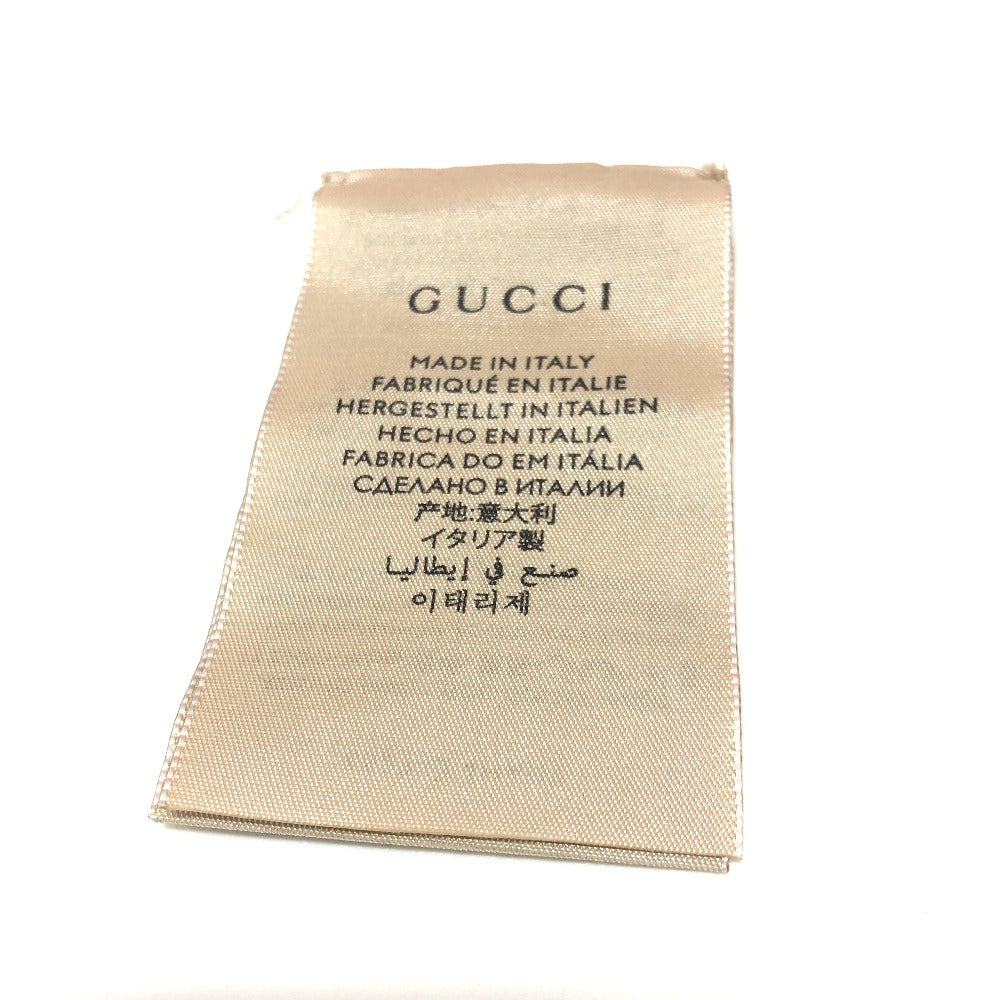 GUCCI
MADE IN ITALY
FABRIQUÉ EN ITALIE
HERGESTELLT IN ITALIEN
HECHO EN ITALIA
FABRICA DO EM ITÁLIA
СДЕЛАНО В ИТАЛИИ
产地:意大利
イタリア製
صنع في إيطاليا
이태리제